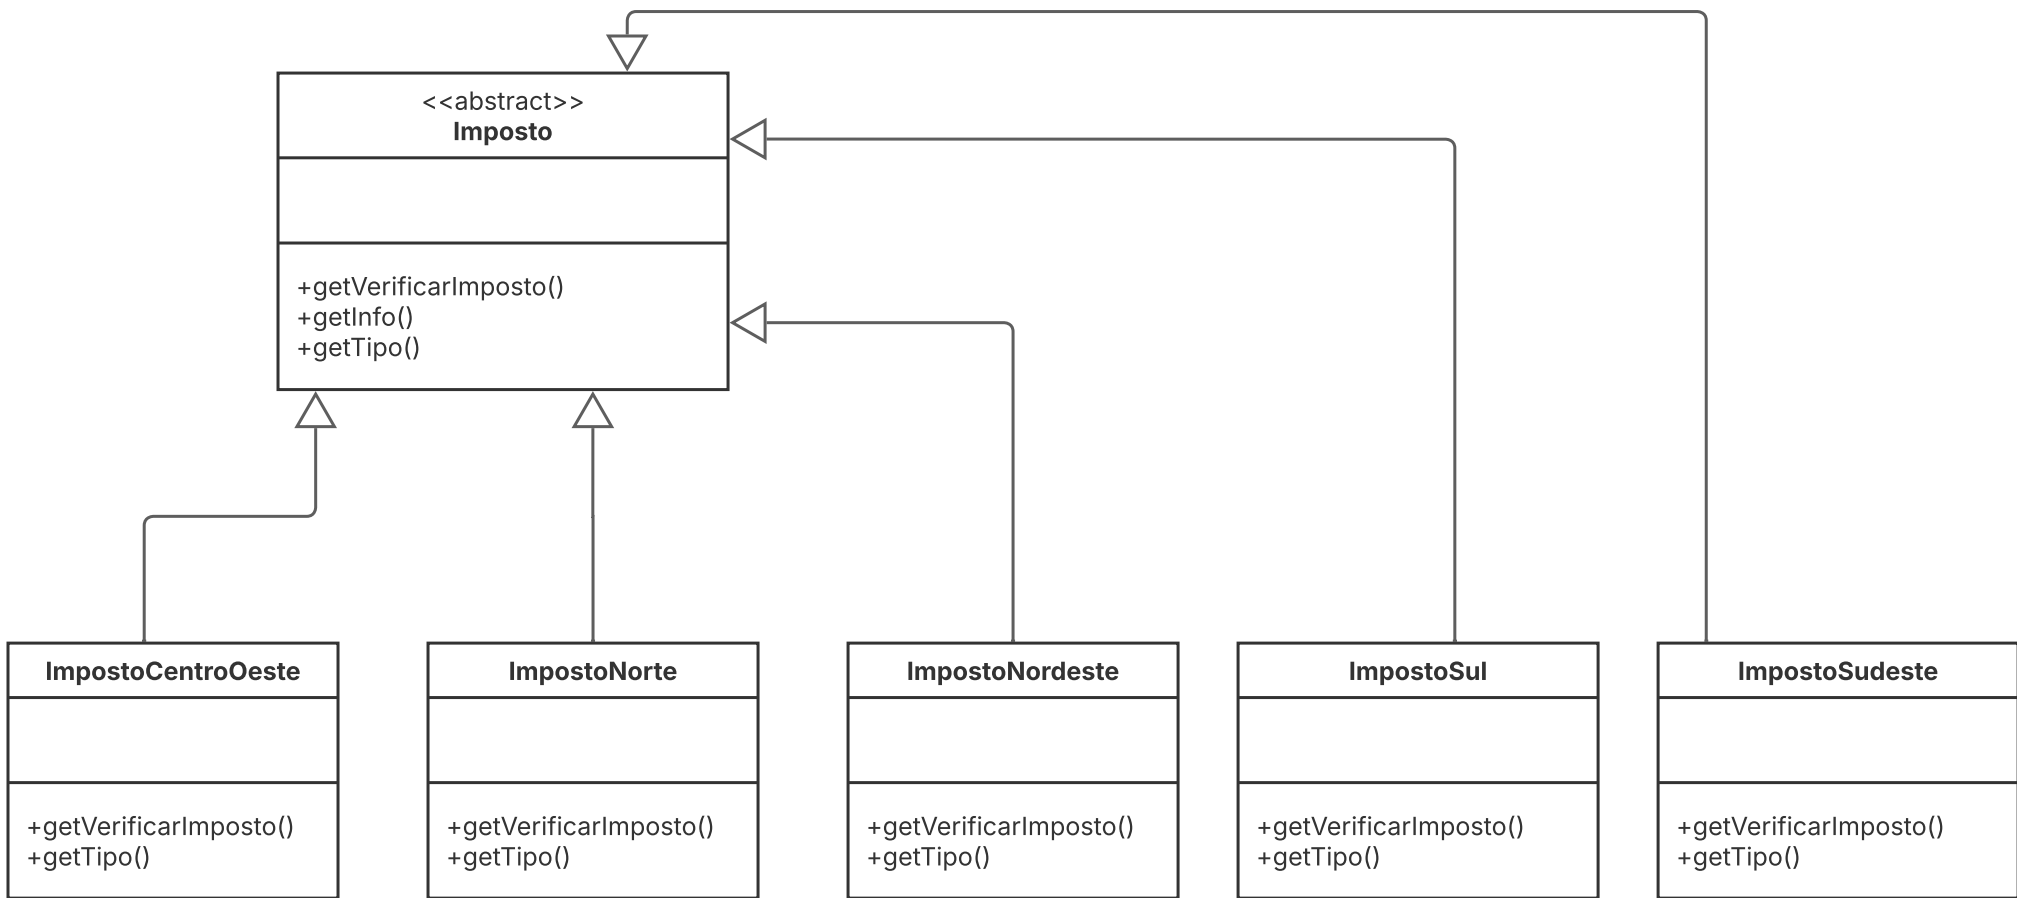 <<abstract>>
Imposto
+getVerificarImposto()
+getInfo()
+getTipo()
ImpostoCentroOeste
+getVerificarImposto()
+getTipo()
ImpostoNorte
+getVerificarImposto()
+getTipo()
ImpostoNordeste
+getVerificarImposto()
+getTipo()
ImpostoSul
+getVerificarImposto()
+getTipo()
ImpostoSudeste
+getVerificarImposto()
+getTipo()